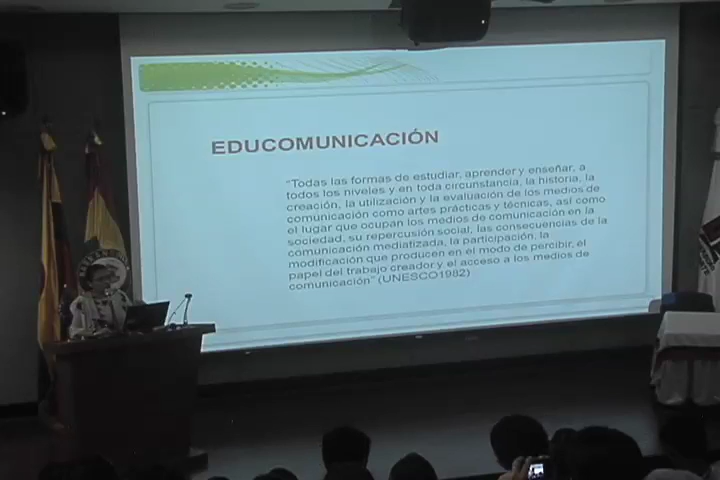 EDUCOMUNICACIÓN
“Todas las formas de estudiar, aprender y enseñar, a
todos los niveles y en toda circunstancia, la historia, la
creación, la utilización y la evaluación de los medios de
comunicación como artes prácticas y técnicas, así como
el lugar que ocupan los medios de comunicación en la
sociedad, su repercusión social, las consecuencias de la
comunicación mediatizada, la participación, la
modificación que producen en el modo de percibir, el
papel del trabajo creador y el acceso a los medios de
comunicación” (UNESCO1982)